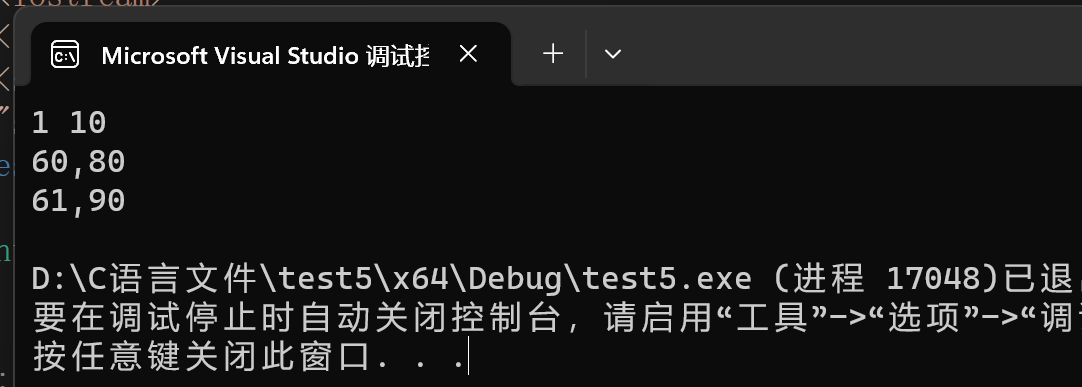 Microsoft Visual Studio 调试
1 10
60,80
61,90
D:\C语言文件\test5\x64\Debug\test5.exe (进程 17048)已退
要在调试停止时自动关闭控制台, 请启用“工具”->“选项”->“调
按任意键关闭此窗口. . .